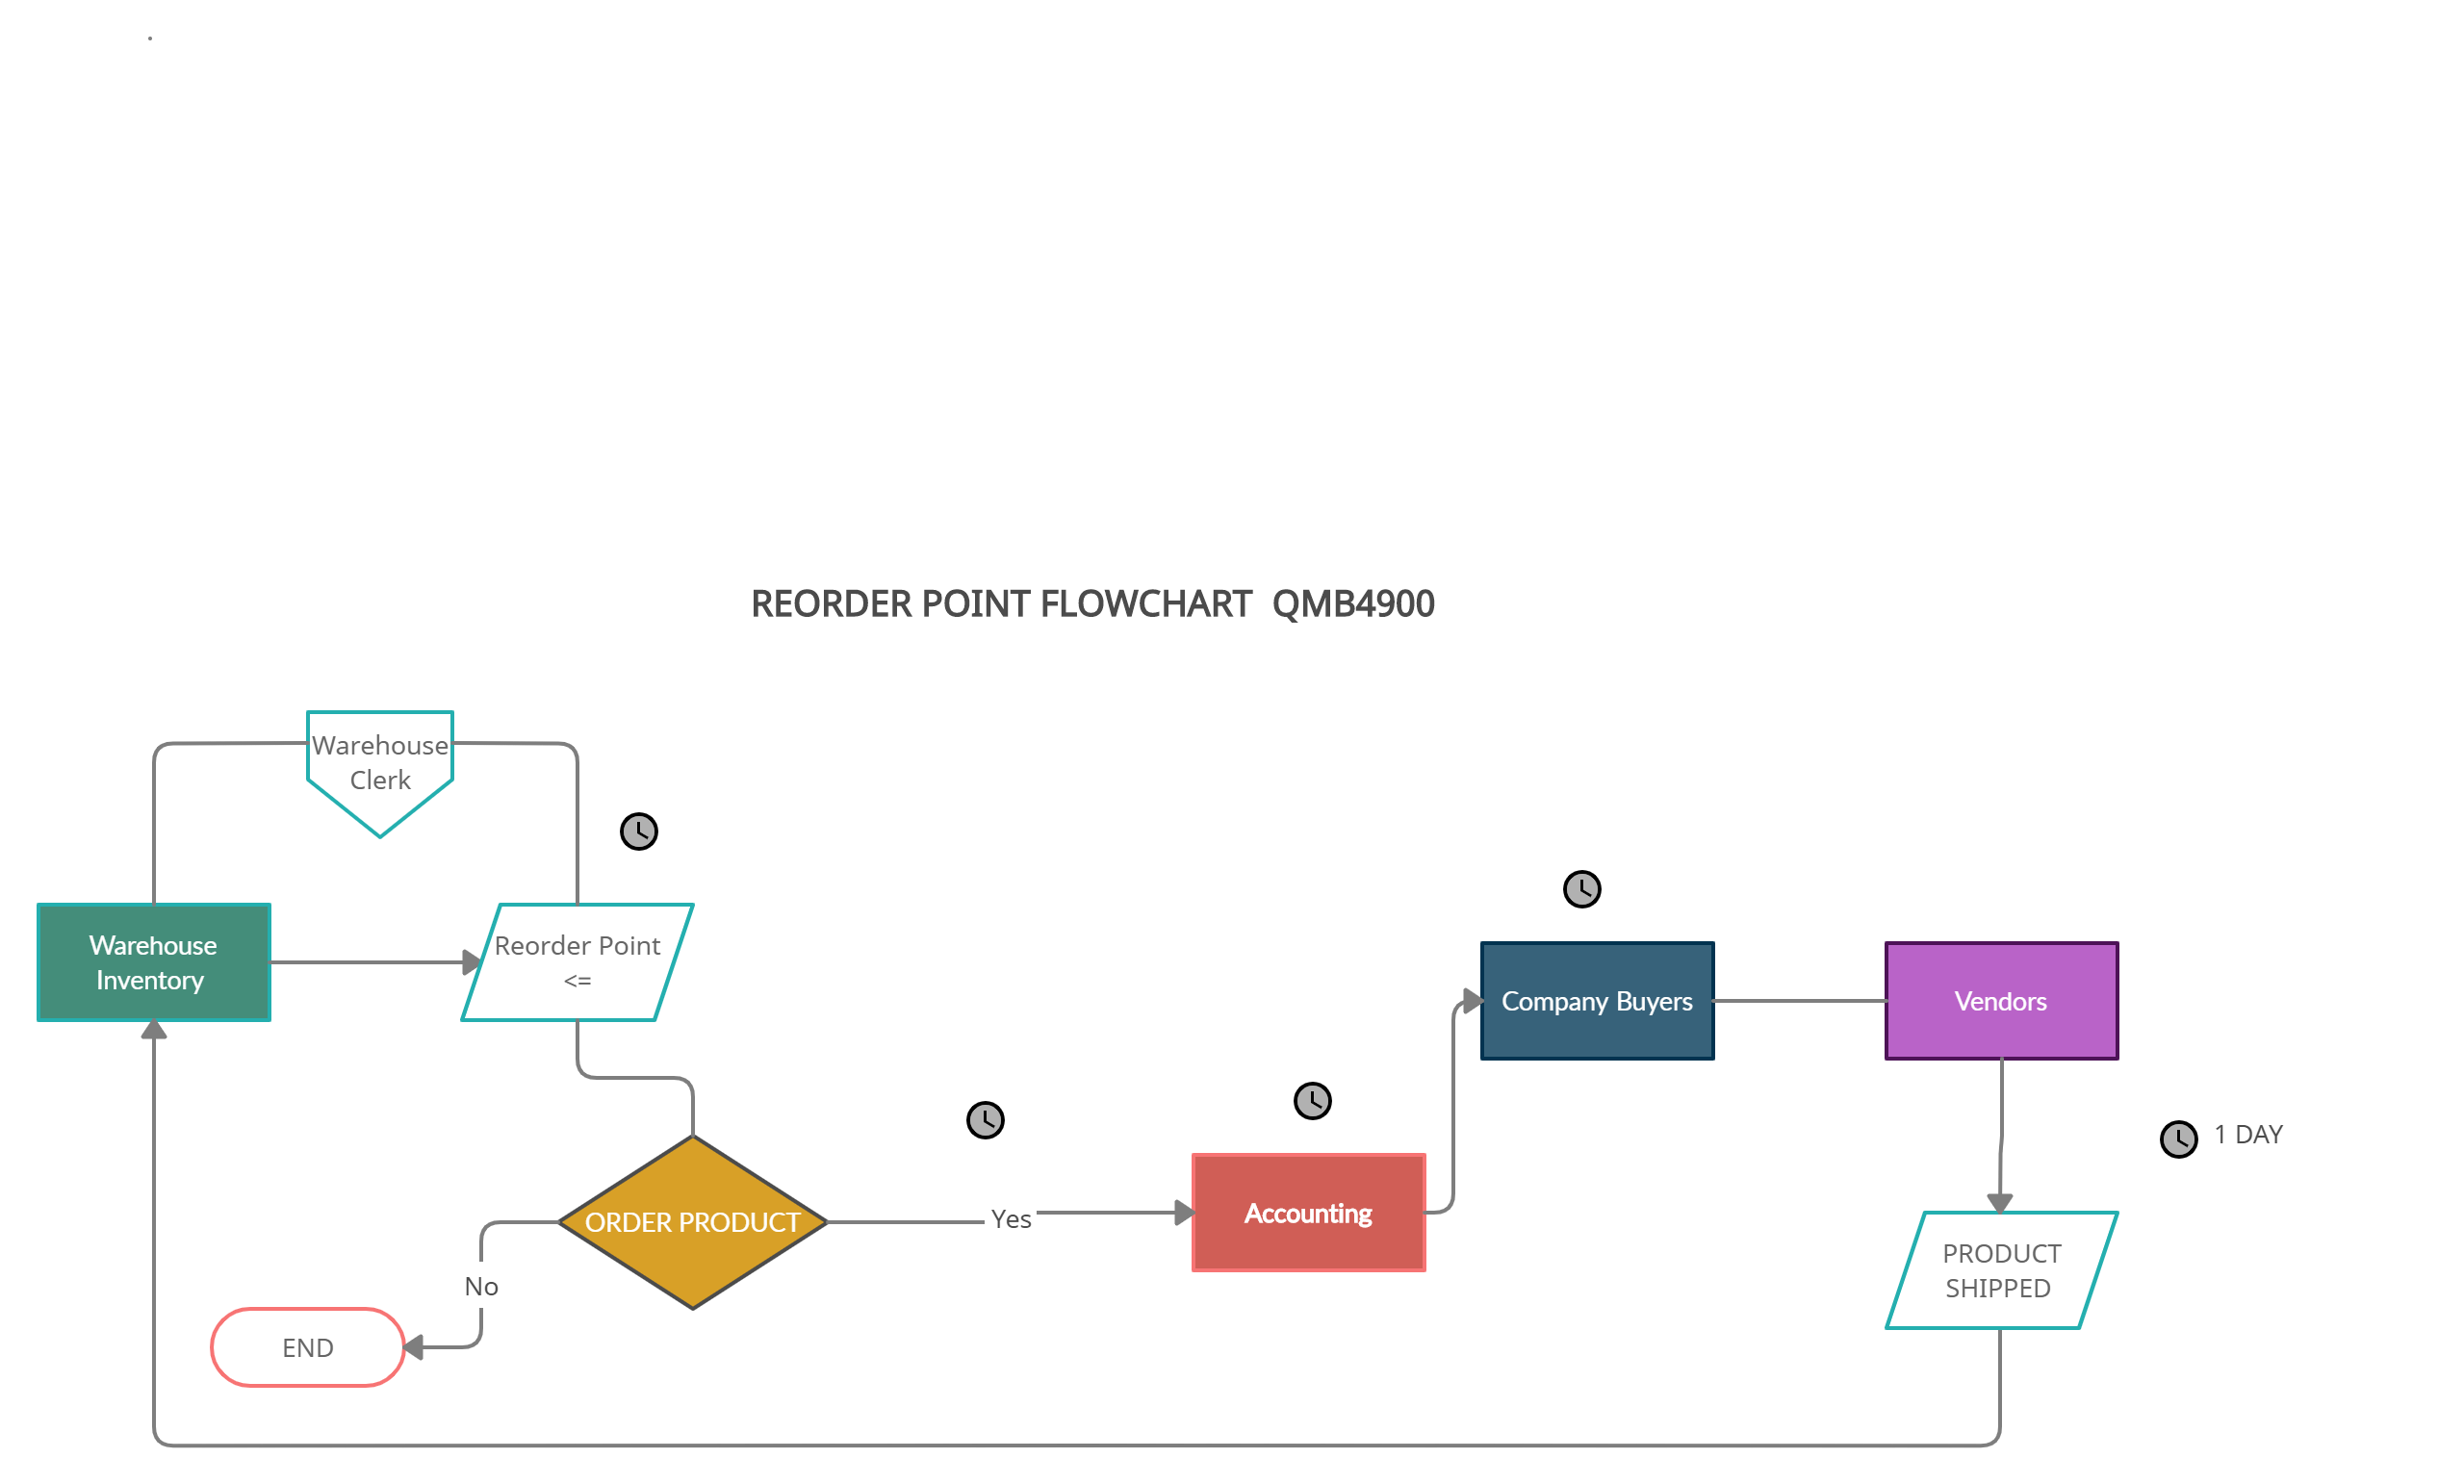 REORDER POINT FLOWCHART QMB4900
Warehouse
Clerk
Warehouse
Inventory
Reorder Point
<=
Company Buyers
Vendors
1 DAY
ORDER PRODUCT
Yes
Accounting
No
PRODUCT
SHIPPED
END